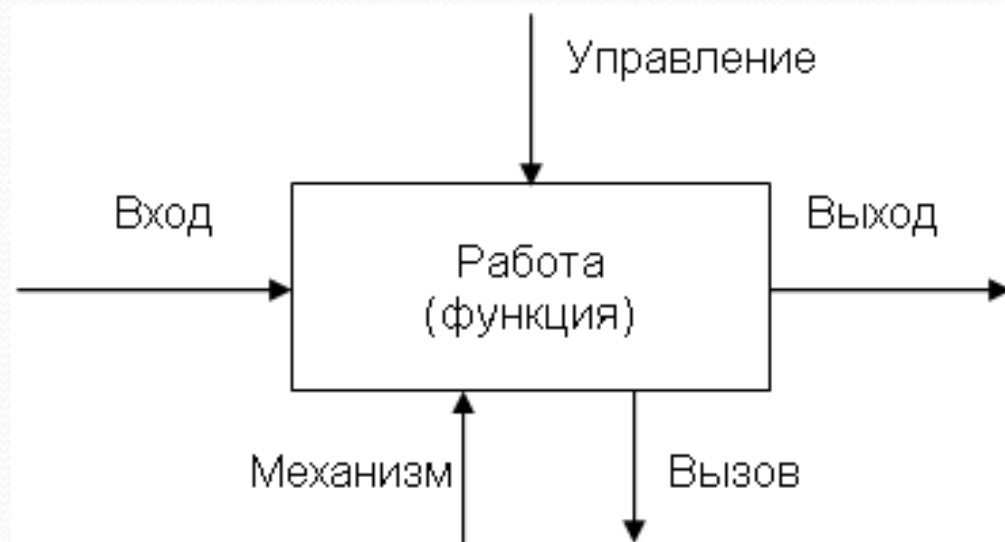 Управление
Вход
Выход
Работа
(функция)
Механизм
Вызов